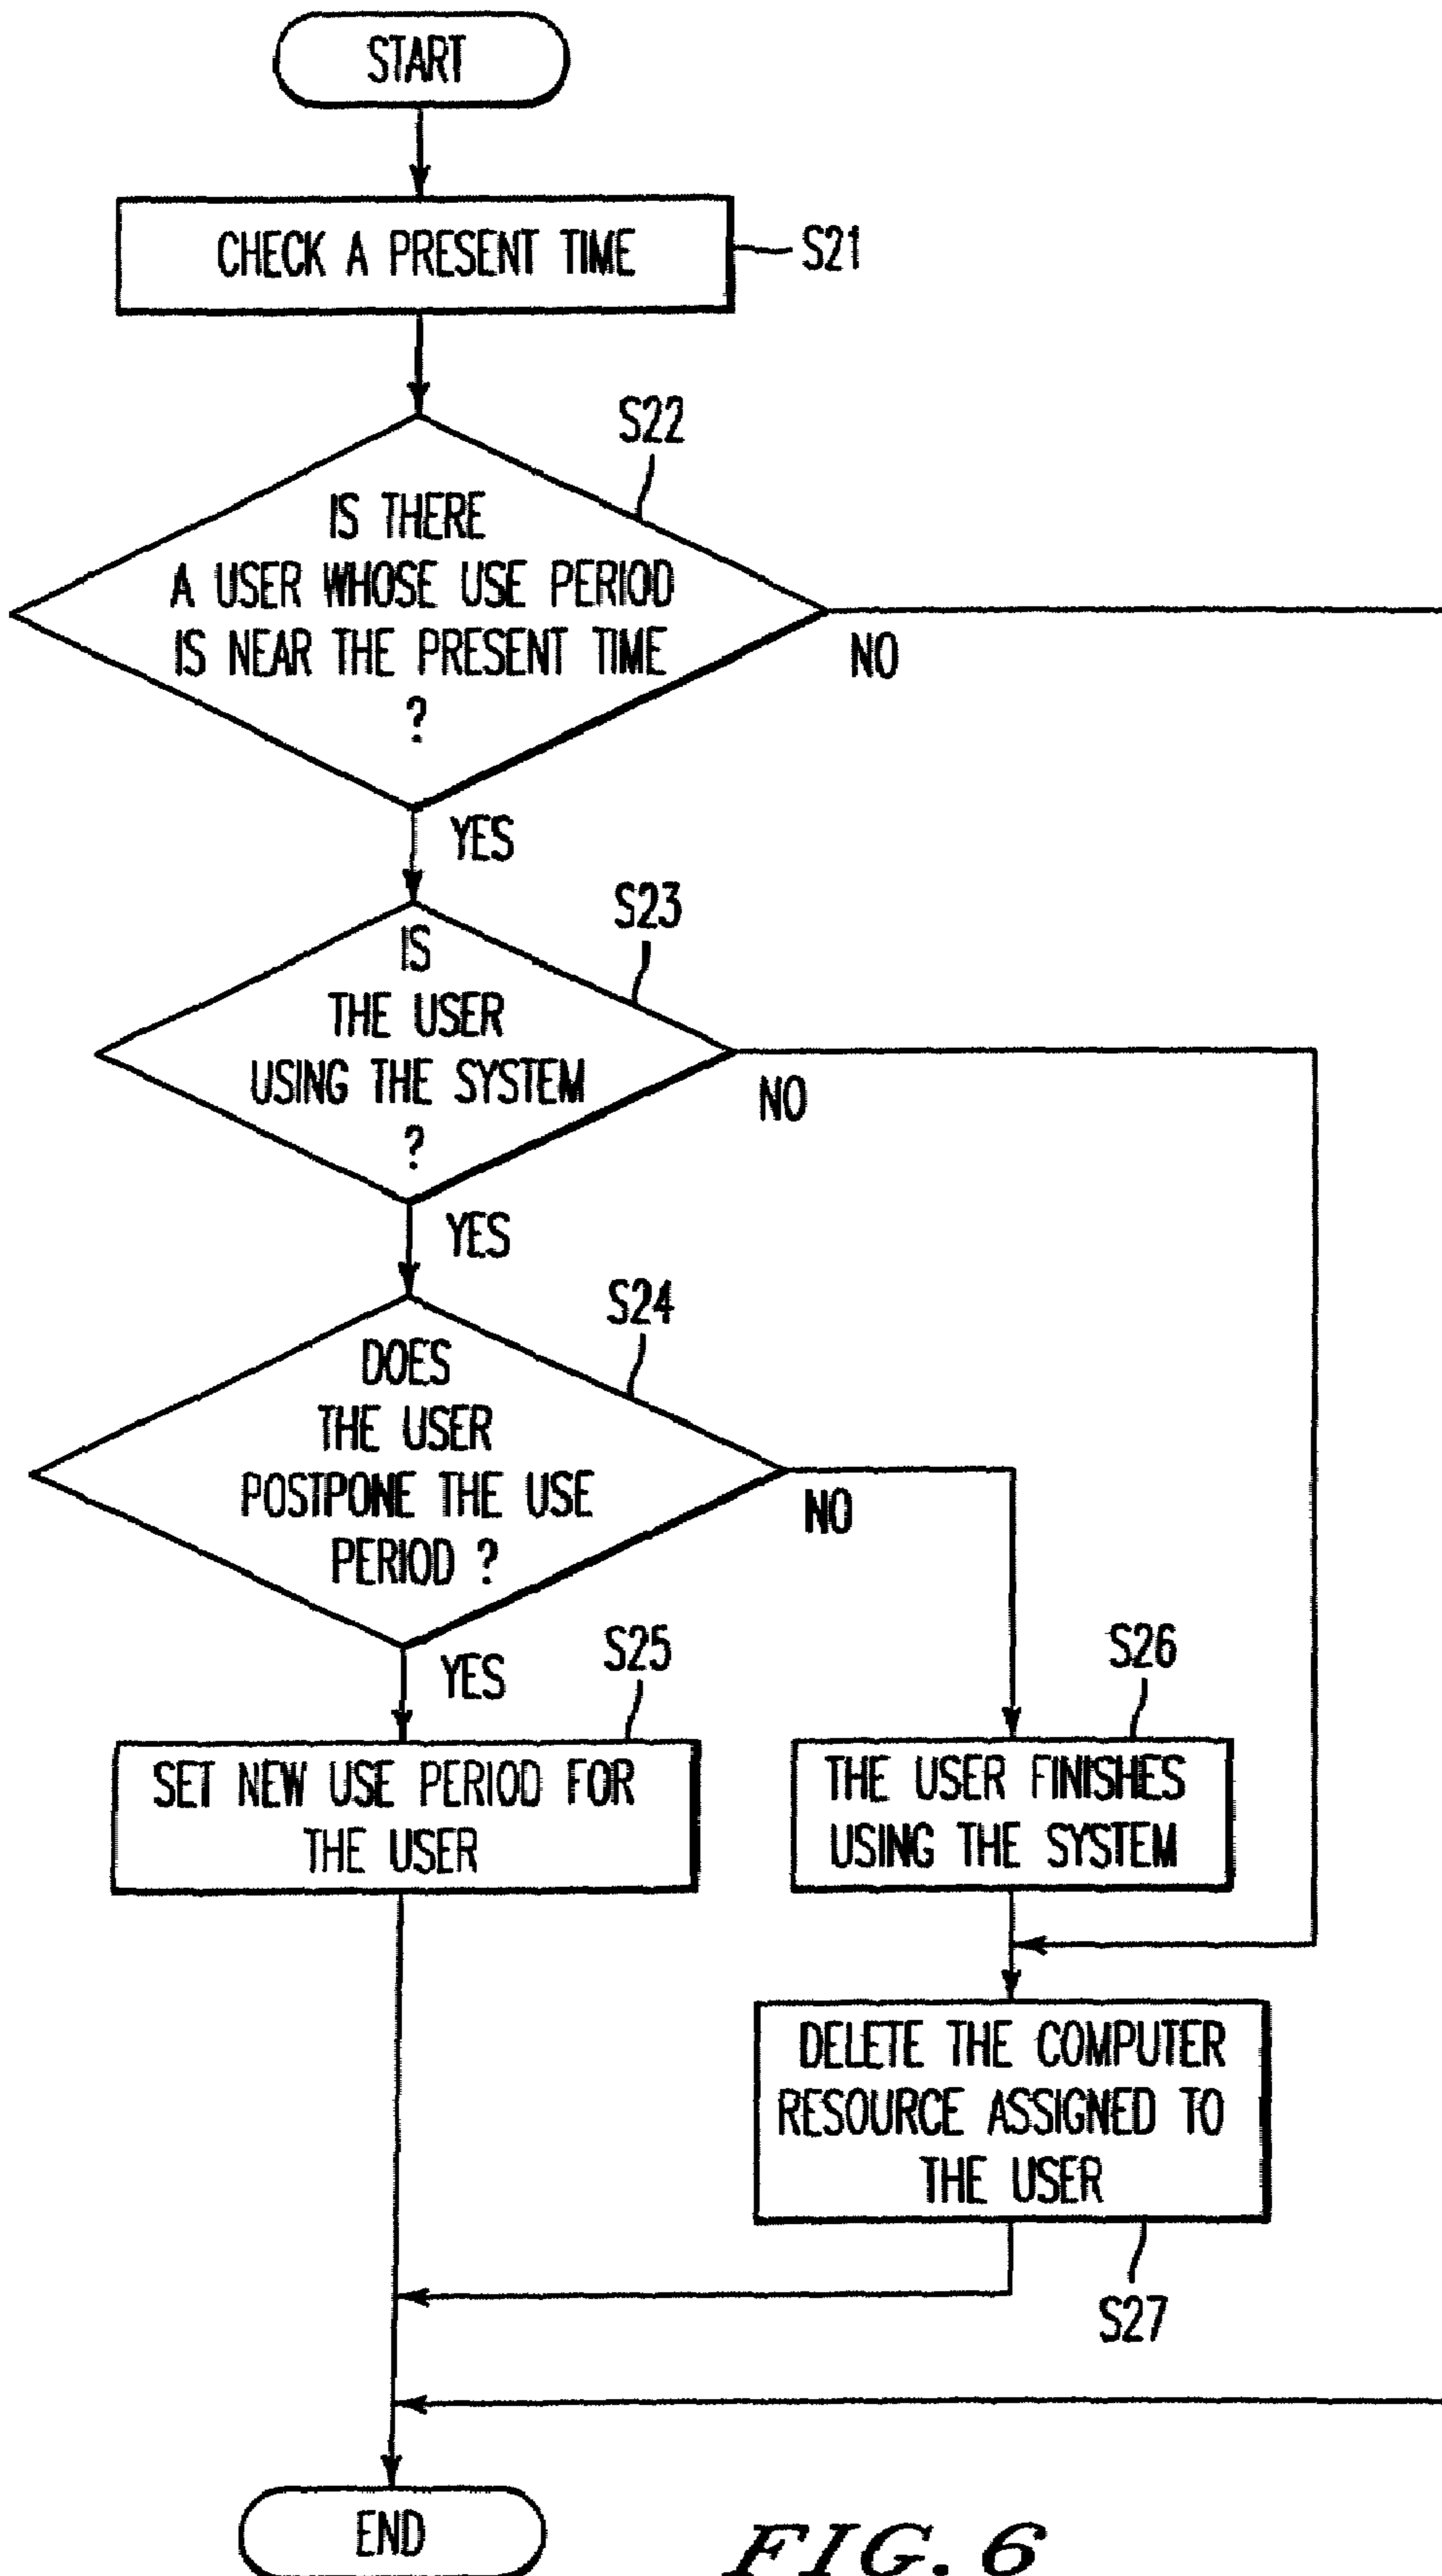 START
CHECK A PRESENT TIME
S21
S22
IS THERE
A USER WHOSE USE PERIOD
IS NEAR THE PRESENT TIME
?
NO
YES
S23
IS
THE USER
USING THE SYSTEM
?
NO
YES
S24
DOES
THE USER
POSTPONE THE USE
PERIOD ?
NO
YES
S25
SET NEW USE PERIOD FOR
THE USER
S26
THE USER FINISHES
USING THE SYSTEM
DELETE THE COMPUTER
RESOURCE ASSIGNED TO
THE USER
S27
END
FIG. 6